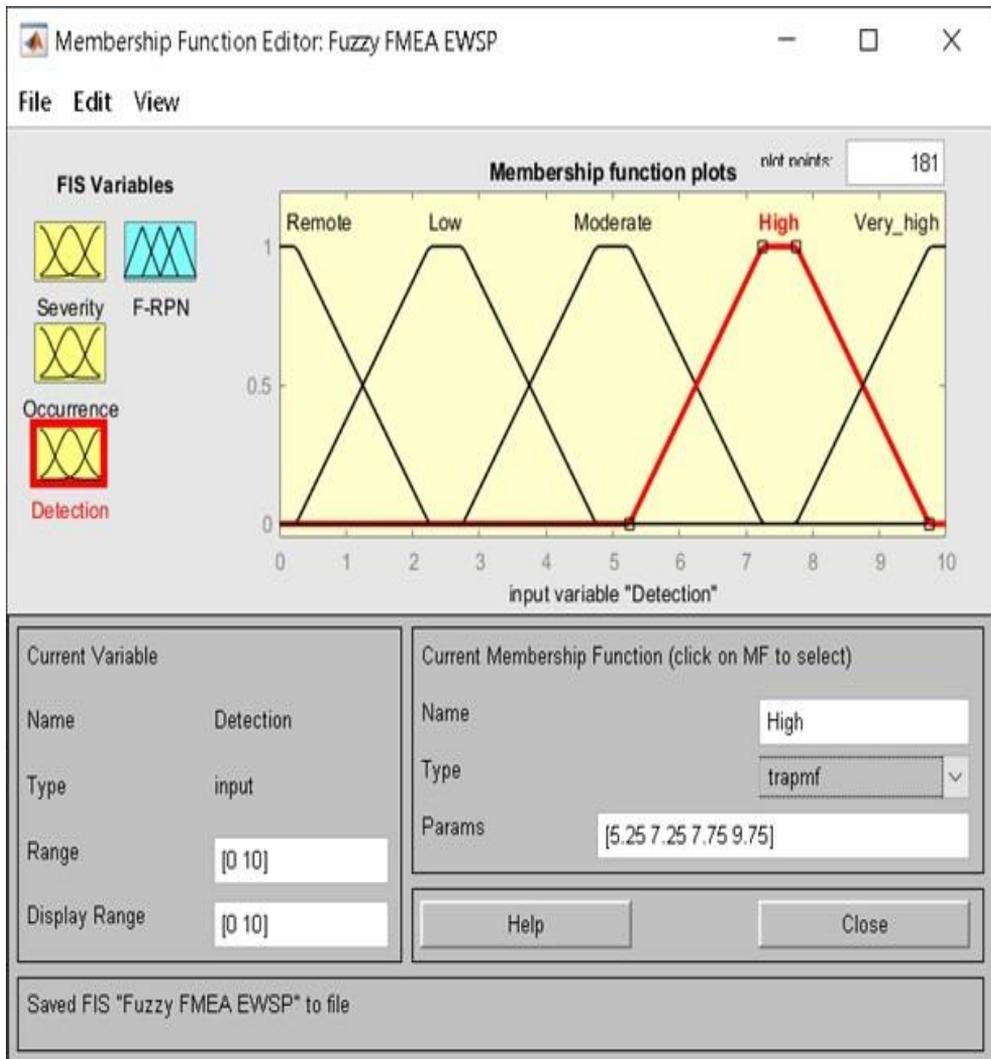 Membership Function Editor: Fuzzy FMEA EWSP
File Edit View
FIS Variables
Severity
F-RPN
Occurrence
Detection
Membership function plots
plot points:
181
Remote
Low
Moderate
High
Very_high
1
0.5
0
0 1 2 3 4 5 6 7 8 9 10
input variable "Detection"
Current Variable
Name Detection
Type input
Range [0 10]
Display Range [0 10]
Current Membership Function (click on MF to select)
Name High
Type trapmf
Params [5.25 7.25 7.75 9.75]
Help
Close
Saved FIS "Fuzzy FMEA EWSP" to file